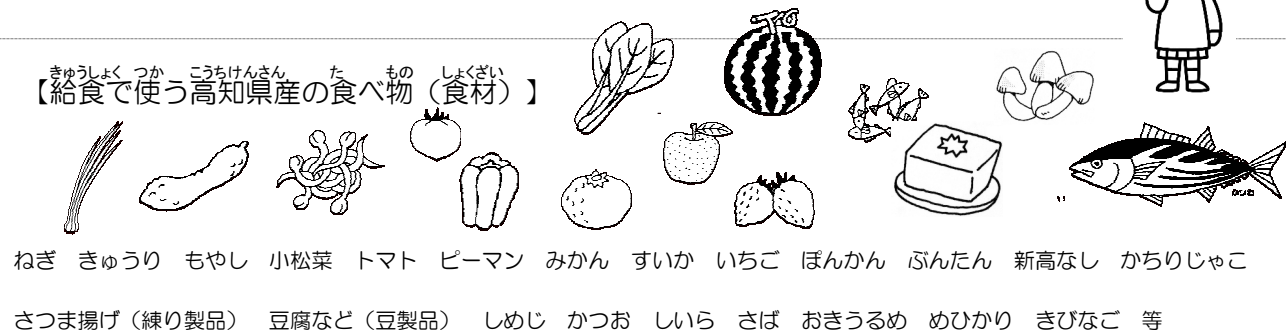 【給食で使う高知県産の食べ物（食材）】
ねぎ　きゅうり　もやし　小松菜　トマト　ピーマン　みかん　すいか　いちご　ぽんかん　ぶんたん　新高なし　かちりじゃこ
さつま揚げ（練り製品）　豆腐など（豆製品）　しめじ　かつお　しいら　さば　おきうるめ　めひかり　きびなご　等